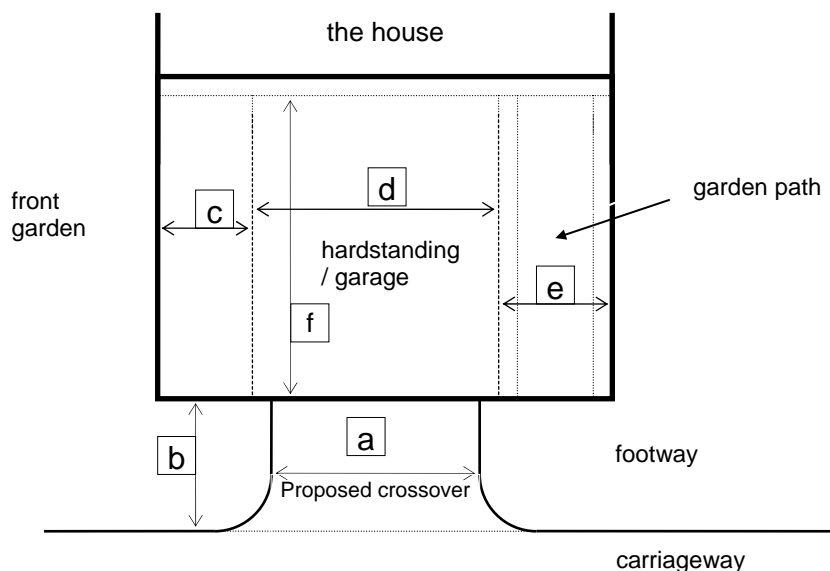 the house
front
garden
c
d
garden path
hardstanding
/ garage
e
f
a
b
footway
Proposed crossover
carriageway